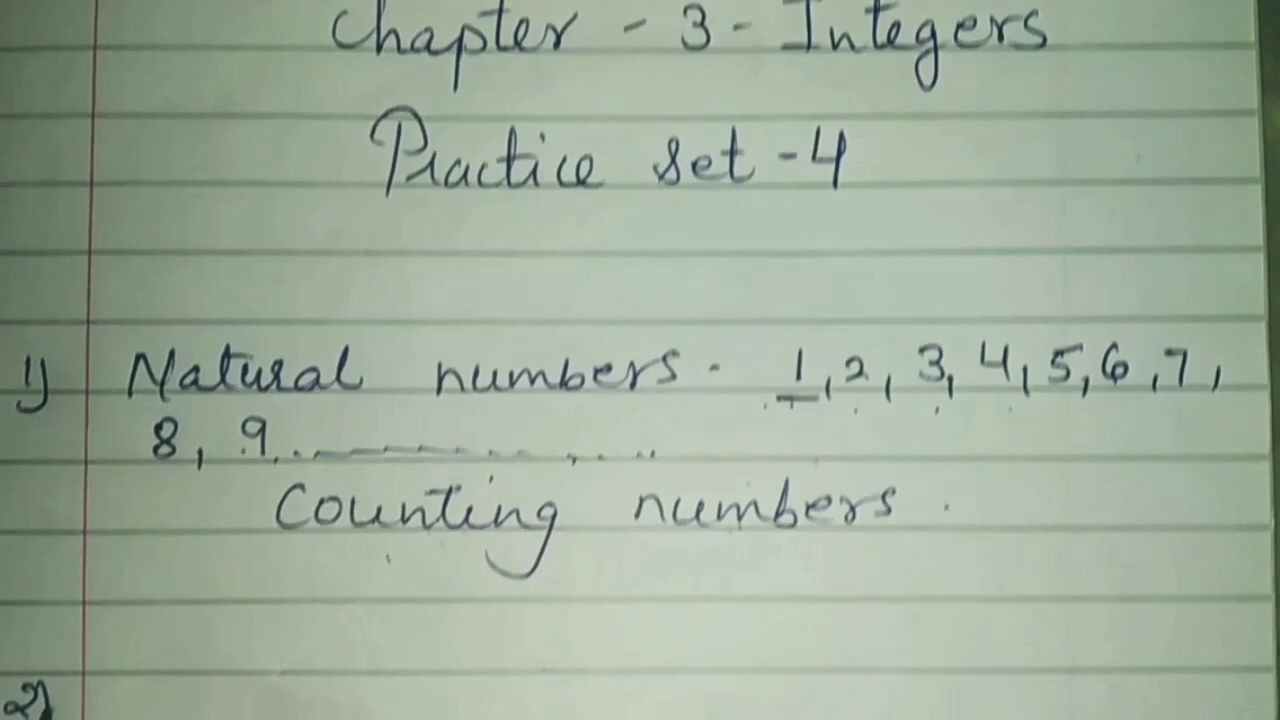 Chapter - 3 - Integers
Practice set - 4
1) Natural numbers - 1, 2, 3, 4, 5, 6, 7,
8, 9, ...............
Counting numbers.
2)